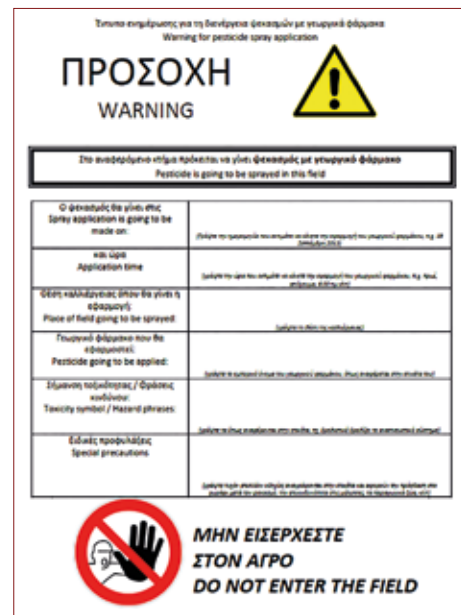 Έντυπο ενημέρωσης για τη διενέργεια ψεκασμών με γεωργικά φάρμακα
Warning for pesticide spray application
ΠΡΟΣΟΧΗ
WARNING
Στο αναφερόμενο κτήμα πρόκειται να γίνει ψεκασμός με γεωργικό φάρμακο
Pesticide is going to be sprayed in this field
Ο ψεκασμός θα γίνει στις
Spray application is going to be
made on:
και ώρα
Application time
Θέση καλλιέργειας όπου θα γίνει η
εφαρμογή:
Place of field going to be sprayed:
Γεωργικό φάρμακο που θα
εφαρμοστεί:
Pesticide going to be applied:
Σήμανση τοξικότητας / Φράσεις
κινδύνου:
Toxicity symbol / Hazard phrases:
Ειδικές προφυλάξεις
Special precautions
ΜΗΝ ΕΙΣΕΡΧΕΣΤΕ
ΣΤΟΝ ΑΓΡΟ
DO NOT ENTER THE FIELD